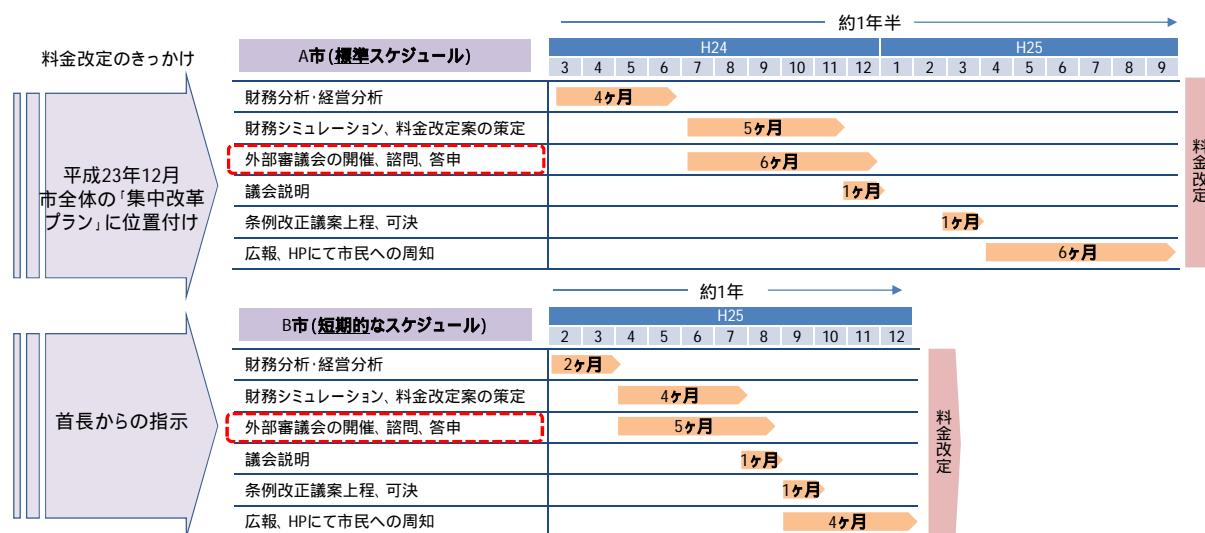 約1年半
料金改定のきっかけ
A市(標準スケジュール)
H24 H25
3 4 5 6 7 8 9 10 11 12 1 2 3 4 5 6 7 8 9
財務分析・経営分析
4ヶ月
財務シミュレーション、料金改定案の策定
5ヶ月
外部審議会の開催、諮問、答申
6ヶ月
議会説明
1ヶ月
条例改正議案上程、可決
1ヶ月
広報、HPにて市民への周知
6ヶ月
料金改定
平成23年12月
市全体の「集中改革
プラン」に位置付け
約1年
B市(短期的なスケジュール)
H25
2 3 4 5 6 7 8 9 10 11 12
財務分析・経営分析
2ヶ月
財務シミュレーション、料金改定案の策定
4ヶ月
外部審議会の開催、諮問、答申
5ヶ月
議会説明
1ヶ月
条例改正議案上程、可決
1ヶ月
広報、HPにて市民への周知
4ヶ月
料金改定
首長からの指示